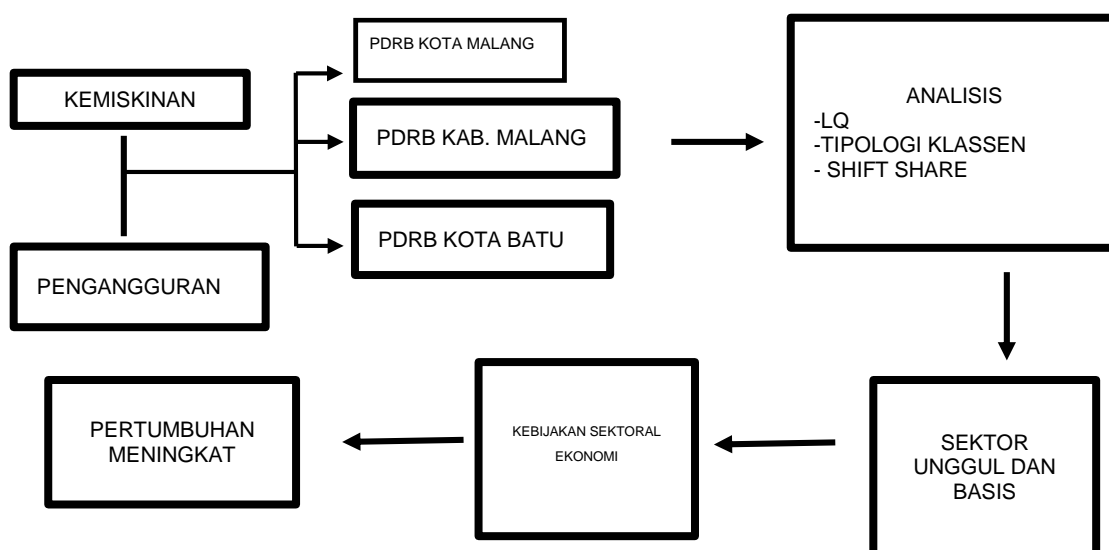 PDRB KOTA MALANG
KEMISKINAN
PDRB KAB. MALANG
PDRB KOTA BATU
PENGANGGURAN
ANALISIS
-LQ
-TIPOLOGI KLASSEN
- SHIFT SHARE
SEKTOR
UNGGUL DAN
BASIS
KEBIJAKAN SEKTORAL
EKONOMI
PERTUMBUHAN
MENINGKAT